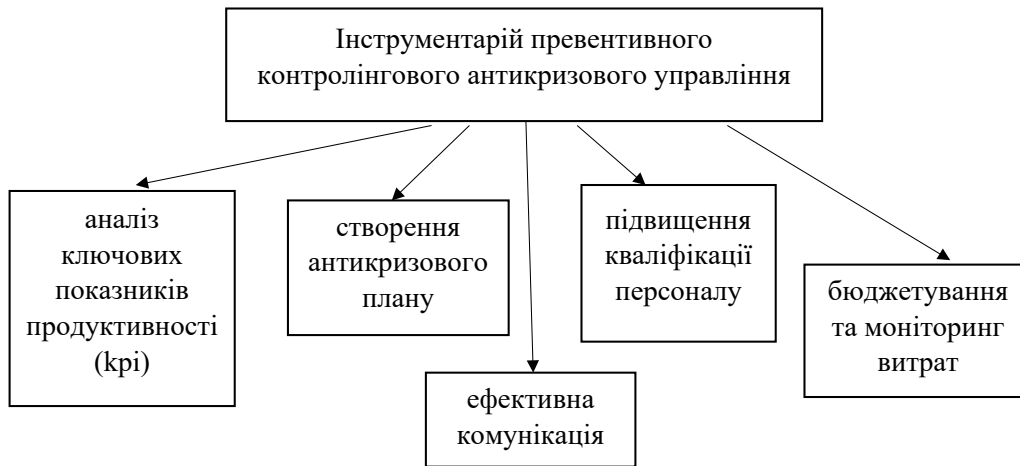 Інструментарій превентивного
контролінгового антикризового управління
аналіз
ключових
показників
продуктивності
(kpi)
створення
антикризового
плану
ефективна
комунікація
підвищення
кваліфікації
персоналу
бюджетування
та моніторинг
витрат